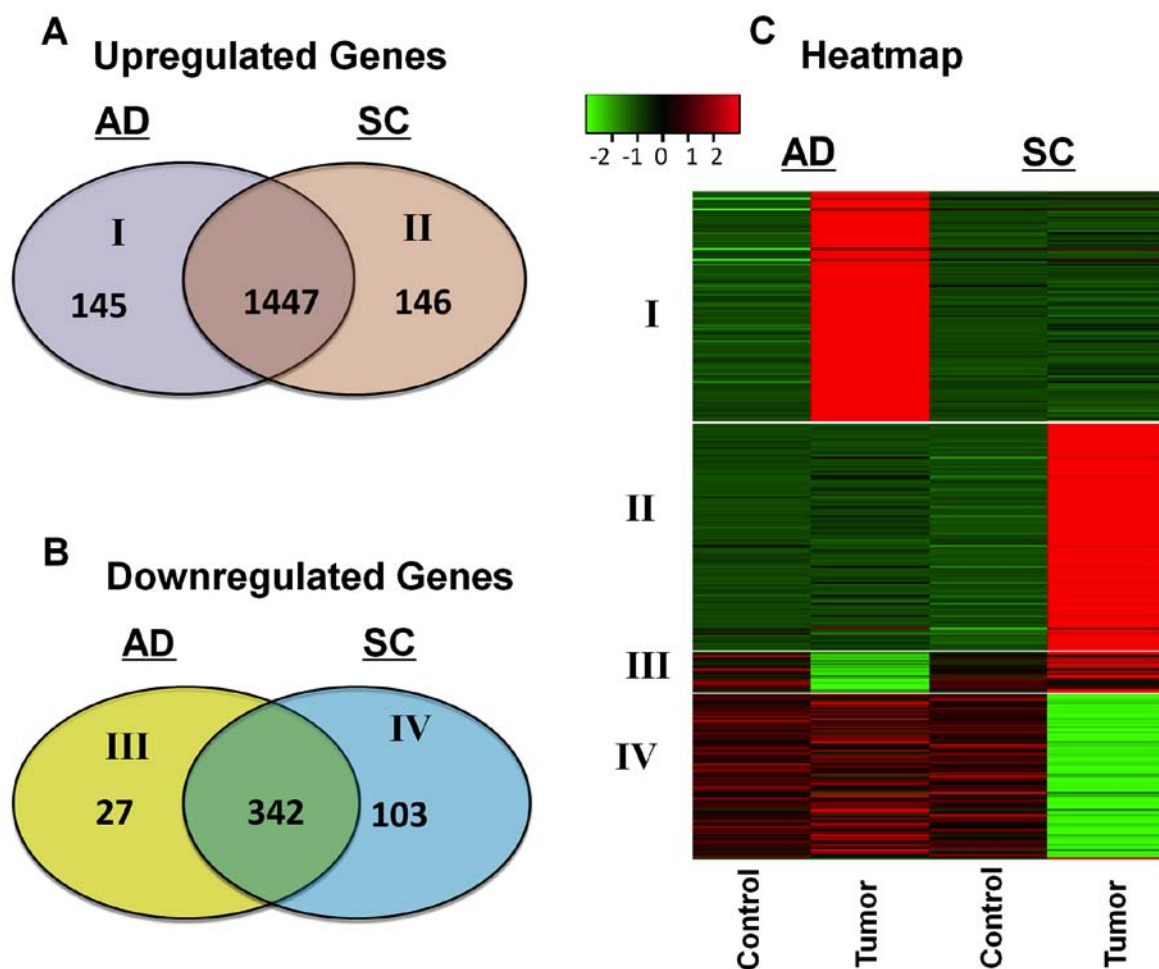 A
Upregulated Genes
AD SC
I II
145 1447 146
B
Downregulated Genes
AD SC
III IV
27 342 103
C
Heatmap
-2 -1 0 1 2
AD SC
I
II
III
IV
Control Tumor Control Tumor